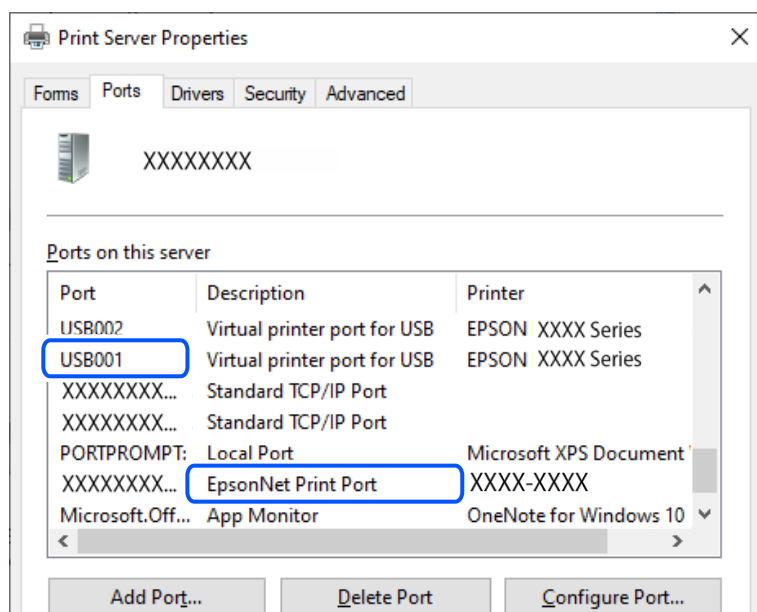 Print Server Properties
Forms Ports Drivers Security Advanced
XXXXXXXX
Ports on this server
Port Description Printer
USB002 Virtual printer port for USB EPSON XXXX Series
USB001 Virtual printer port for USB EPSON XXXX Series
XXXXXXXX... Standard TCP/IP Port
XXXXXXXX... Standard TCP/IP Port
PORTPROMPT: Local Port Microsoft XPS Document
XXXXXXXX... EpsonNet Print Port XXXX-XXXX
Microsoft.Off... App Monitor OneNote for Windows 10
Add Port... Delete Port Configure Port...